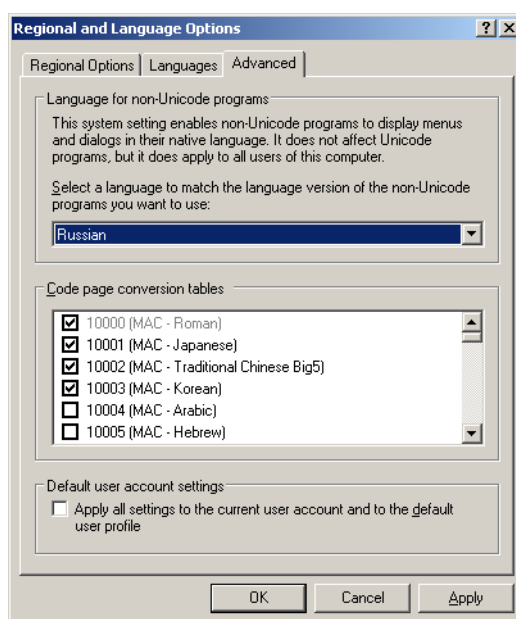 Regional and Language Options
Regional Options Languages Advanced
Language for non-Unicode programs
This system setting enables non-Unicode programs to display menus
and dialogs in their native language. It does not affect Unicode
programs, but it does apply to all users of this computer.
Select a language to match the language version of the non-Unicode
programs you want to use:
Russian
Code page conversion tables
10000 (MAC - Roman)
10001 (MAC - Japanese)
10002 (MAC - Traditional Chinese Big5)
10003 (MAC - Korean)
10004 (MAC - Arabic)
10005 (MAC - Hebrew)
Default user account settings
Apply all settings to the current user account and to the default
user profile
OK Cancel Apply